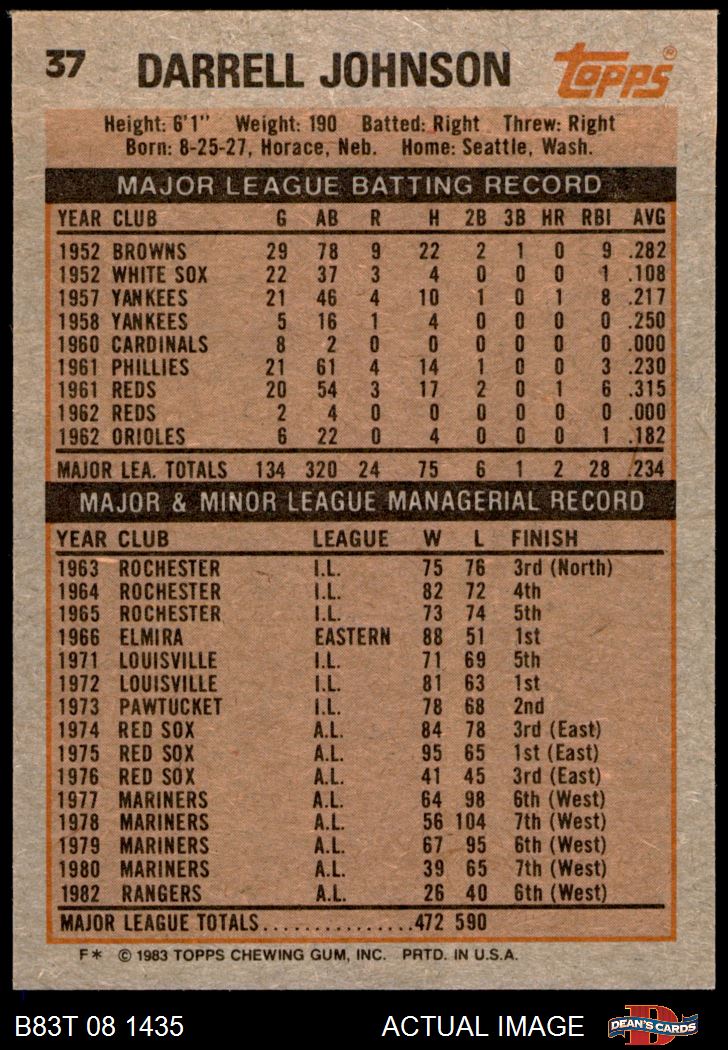 37 DARRELL JOHNSON TOPPS®
Height: 6'1" Weight: 190 Batted: Right Threw: Right
Born: 8-25-27, Horace, Neb. Home: Seattle, Wash.
MAJOR LEAGUE BATTING RECORD
YEAR CLUB G AB R H 2B 3B HR RBI AVG
1952 BROWNS 29 78 9 22 2 1 0 9 .282
1952 WHITE SOX 22 37 3 4 0 0 0 1 .108
1957 YANKEES 21 46 4 10 1 0 1 8 .217
1958 YANKEES 5 16 1 4 0 0 0 0 .250
1960 CARDINALS 8 2 0 0 0 0 0 0 .000
1961 PHILLIES 21 61 4 14 1 0 0 3 .230
1961 REDS 20 54 3 17 2 0 1 6 .315
1962 REDS 2 4 0 0 0 0 0 0 .000
1962 ORIOLES 6 22 0 4 0 0 0 1 .182
MAJOR LEA. TOTALS 134 320 24 75 6 1 2 28 .234
MAJOR & MINOR LEAGUE MANAGERIAL RECORD
YEAR CLUB LEAGUE W L FINISH
1963 ROCHESTER I.L. 75 76 3rd (North)
1964 ROCHESTER I.L. 82 72 4th
1965 ROCHESTER I.L. 73 74 5th
1966 ELMIRA EASTERN 88 51 1st
1971 LOUISVILLE I.L. 71 69 5th
1972 LOUISVILLE I.L. 81 63 1st
1973 PAWTUCKET I.L. 78 68 2nd
1974 RED SOX A.L. 84 78 3rd (East)
1975 RED SOX A.L. 95 65 1st (East)
1976 RED SOX A.L. 41 45 3rd (East)
1977 MARINERS A.L. 64 98 6th (West)
1978 MARINERS A.L. 56 104 7th (West)
1979 MARINERS A.L. 67 95 6th (West)
1980 MARINERS A.L. 39 65 7th (West)
1982 RANGERS A.L. 26 40 6th (West)
MAJOR LEAGUE TOTALS...............472 590
F* © 1983 TOPPS CHEWING GUM, INC. PRTD. IN U.S.A.
B83T 08 1435 ACTUAL IMAGE D DEAN'S CARDS